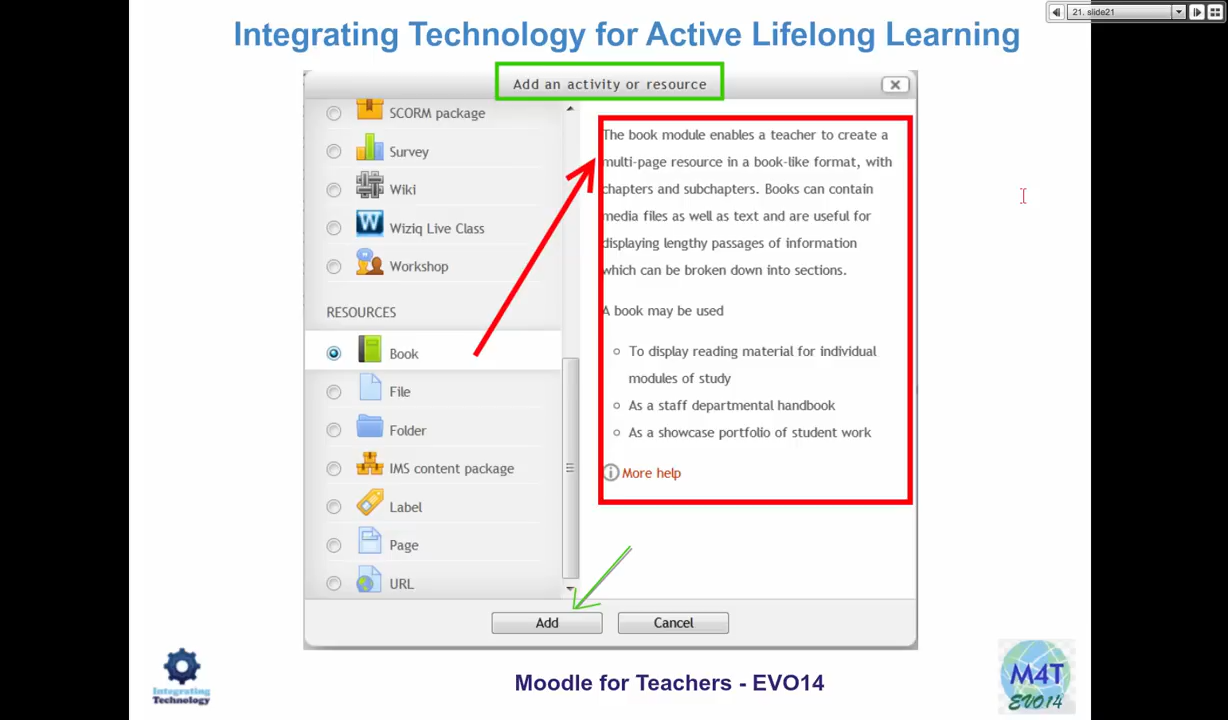 21. slide21
Integrating Technology for Active Lifelong Learning
Add an activity or resource
SCORM package
Survey
Wiki
Wiziq Live Class
Workshop
RESOURCES
Book
File
Folder
IMS content package
Label
Page
URL
The book module enables a teacher to create a
multi-page resource in a book-like format, with
chapters and subchapters. Books can contain
media files as well as text and are useful for
displaying lengthy passages of information
which can be broken down into sections.
A book may be used
To display reading material for individual
modules of study
As a staff departmental handbook
As a showcase portfolio of student work
More help
Add
Cancel
Integrating
Technology
Moodle for Teachers - EVO14
M4T
EVO14